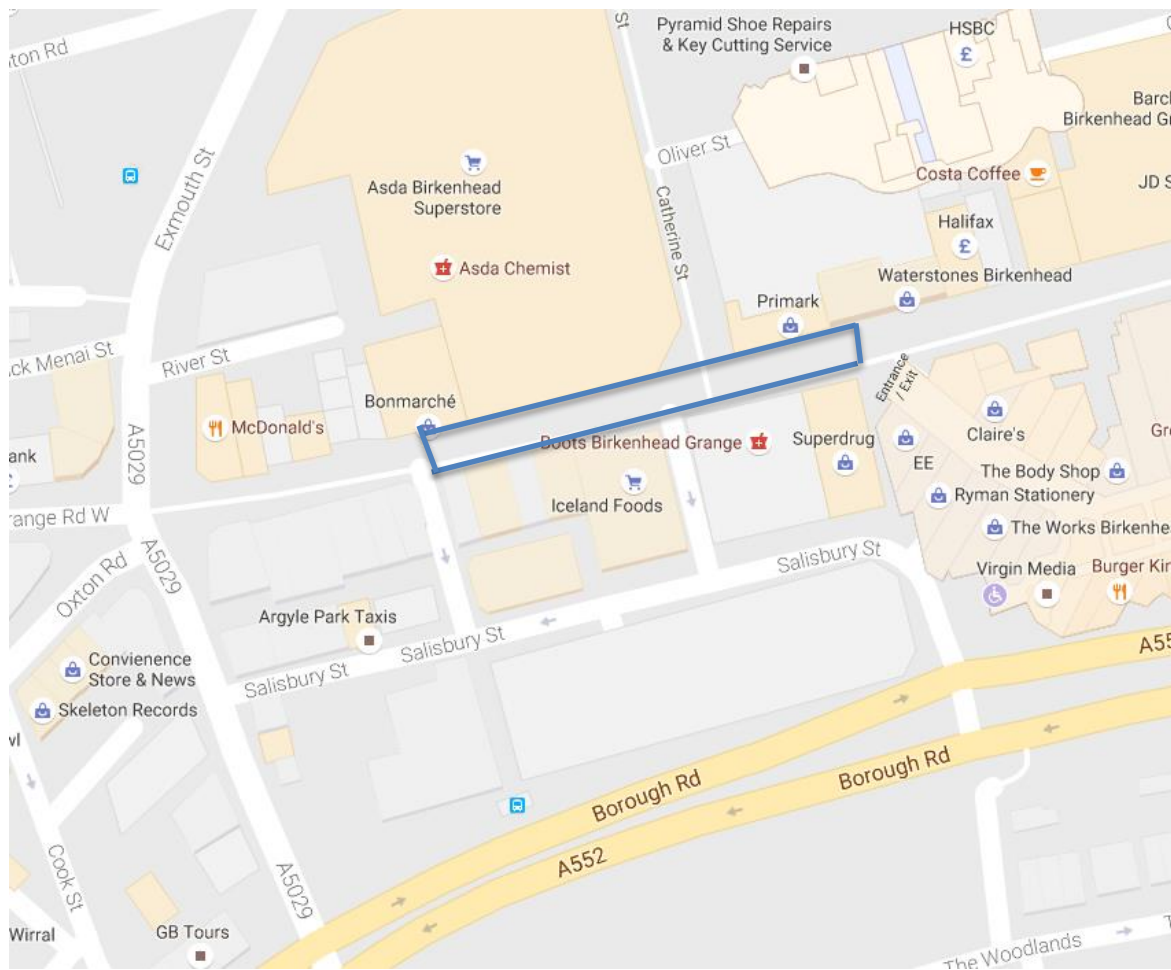 ton Rd
St
Pyramid Shoe Repairs
& Key Cutting Service
HSBC
£
Barcl
Birkenhead Gr
Exmouth St
Oliver St
Asda Birkenhead
Superstore
Costa Coffee
JD S
Catherine St
Halifax
£
Asda Chemist
Waterstones Birkenhead
Primark
ck Menai St
River St
Entrance
/ Exit
Bonmarché
McDonald's
Claire's
Gre
A5029
Boots Birkenhead Grange
Superdrug
EE
ank
£
The Body Shop
Iceland Foods
Ryman Stationery
range Rd W
The Works Birkenhe
A5029
Oxton Rd
Salisbury St
Virgin Media
Burger Kin
Argyle Park Taxis
Salisbury St
Salisbury St
A55
Convienence
Store & News
Skeleton Records
wl
Borough Rd
Borough Rd
A552
Cook St
A5029
Wirral
GB Tours
The Woodlands
T